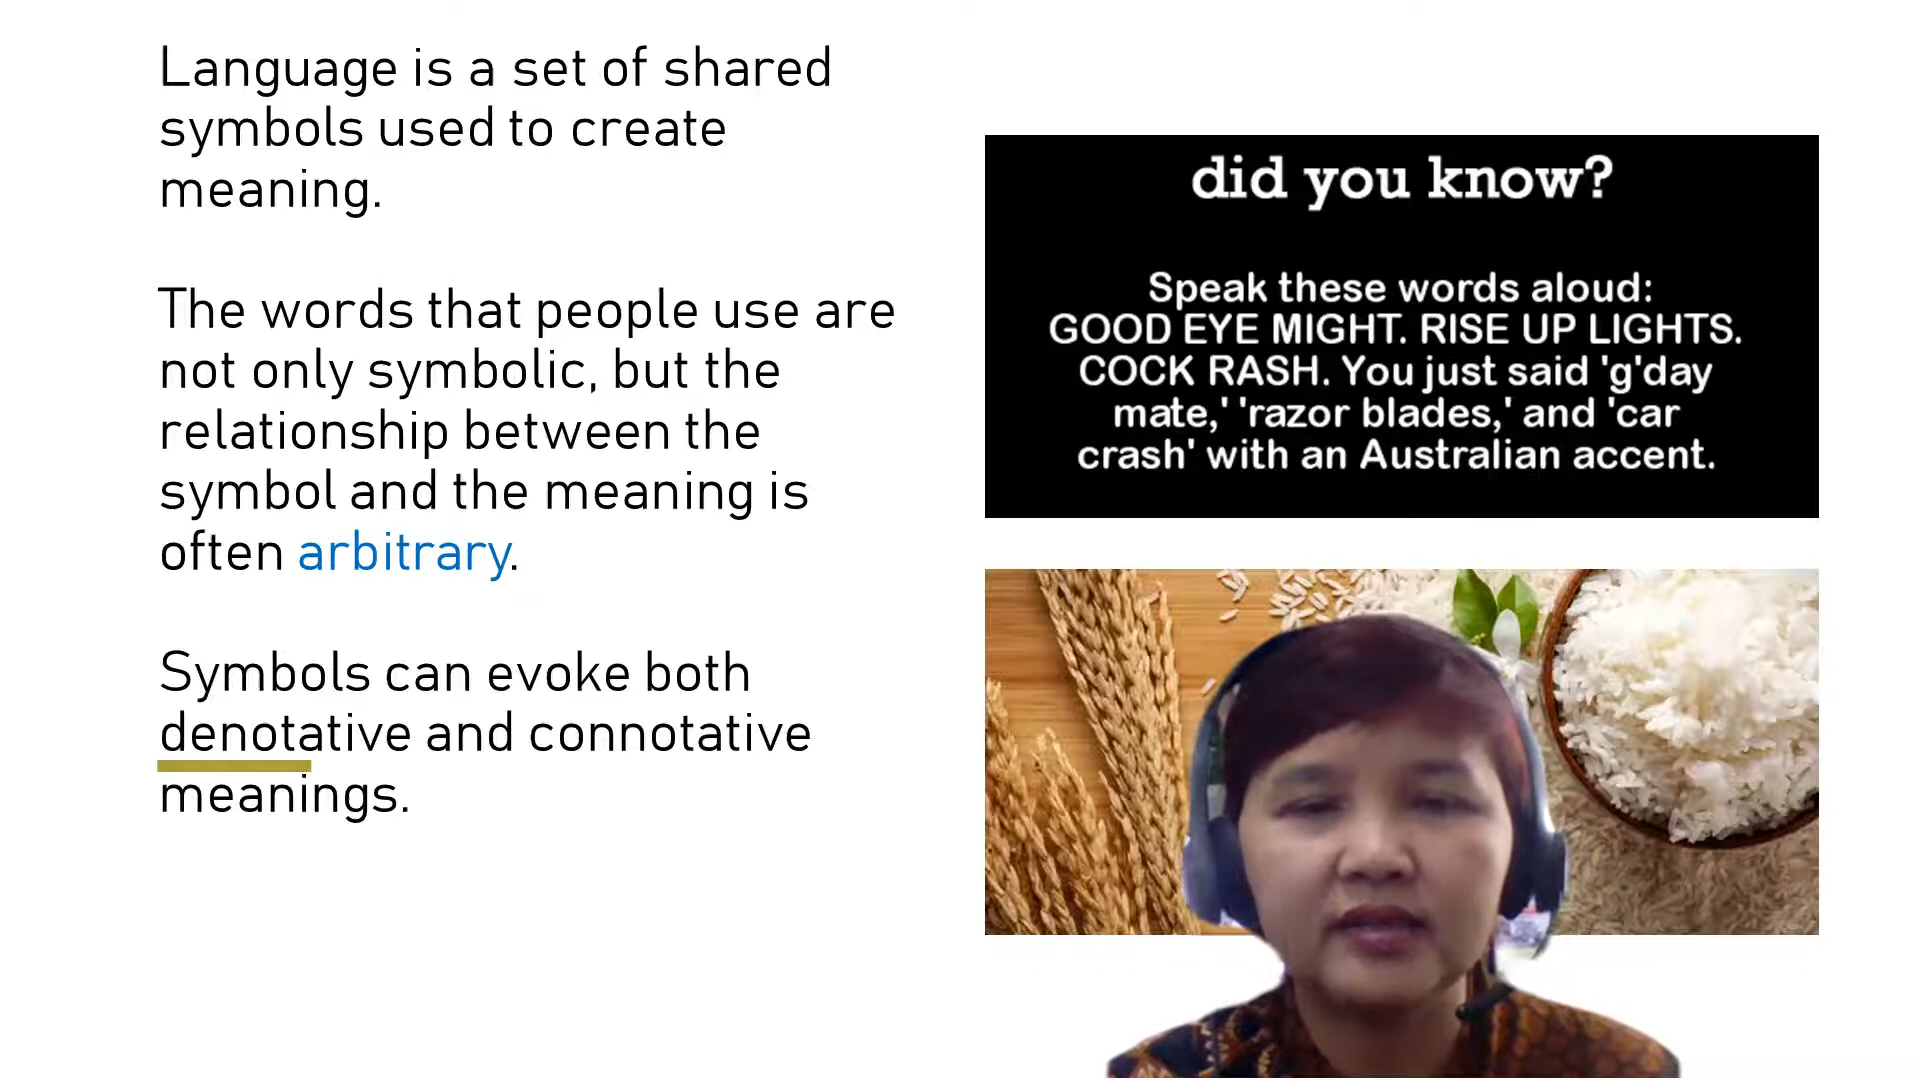 Language is a set of shared
symbols used to create
meaning.
The words that people use are
not only symbolic, but the
relationship between the
symbol and the meaning is
often arbitrary.
Symbols can evoke both
denotative and connotative
meanings.
did you know?
Speak these words aloud:
GOOD EYE MIGHT. RISE UP LIGHTS.
COCK RASH. You just said 'g'day
mate,' 'razor blades,' and 'car
crash' with an Australian accent.